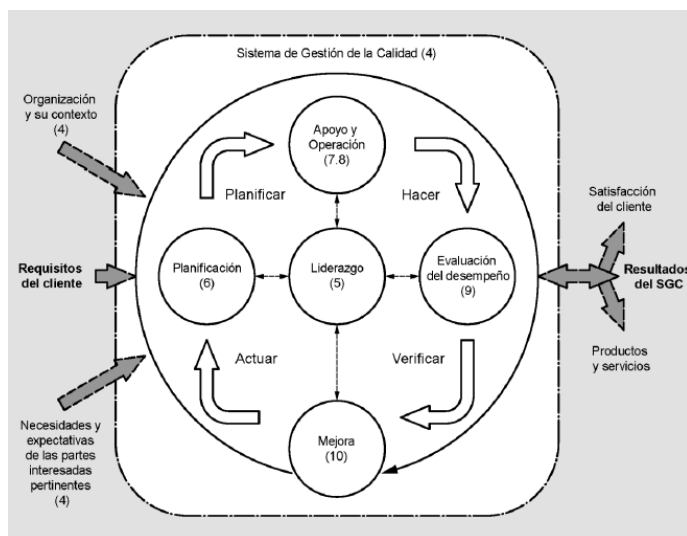 Sistema de Gestión de la Calidad (4)
Organización
y su contexto
(4)
Apoyo y
Operación
(7.8)
Planificar
Hacer
Satisfacción
del cliente
Requisitos
del cliente
Planificación
(6)
Liderazgo
(5)
Evaluación
del desempeño
(9)
Resultados
del SGC
Actuar
Verificar
Productos
y servicios
Necesidades y
expectativas
de las partes
interesadas
pertinentes
(4)
Mejora
(10)